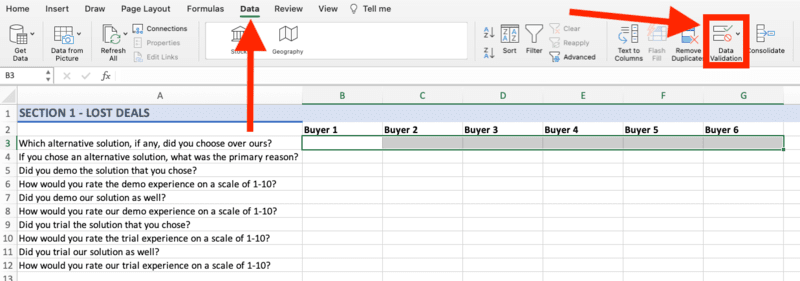 Home Insert Draw Page Layout Formulas Data Review View Tell me
Get Data
Data from Picture
Refresh All
Connections
Properties
Edit Links
Stocks
Geography
Sort
Filter
Clear
Reapply
Advanced
Text to Columns
Flash Fill
Remove Duplicates
Data Validation
Consolidate
B3 fx
A B C D E F G
1 SECTION 1 - LOST DEALS
2 Buyer 1 Buyer 2 Buyer 3 Buyer 4 Buyer 5 Buyer 6
3 Which alternative solution, if any, did you choose over ours?
4 If you chose an alternative solution, what was the primary reason?
5 Did you demo the solution that you chose?
6 How would you rate the demo experience on a scale of 1-10?
7 Did you demo our solution as well?
8 How would you rate our demo experience on a scale of 1-10?
9 Did you trial the solution that you chose?
10 How would you rate the trial experience on a scale of 1-10?
11 Did you trial our solution as well?
12 How would you rate our trial experience on a scale of 1-10?
13